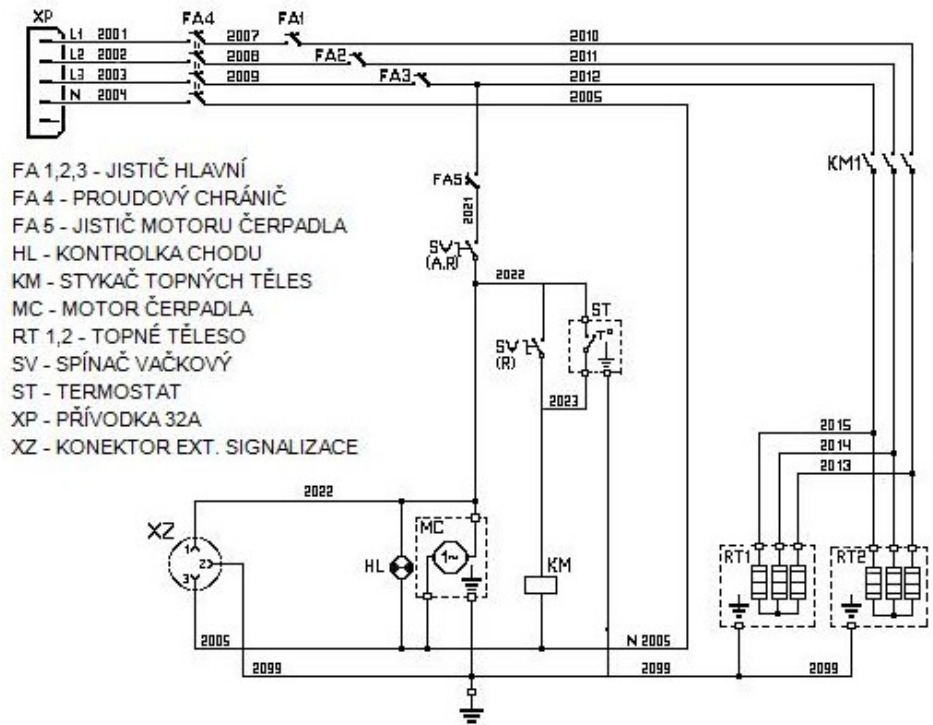 XP
FA4
FA1
L1 2001
2007
2010
L2 2002
2008
FA2
2011
L3 2003
2009
FA3
2012
N 2004
2005
FA 1,2,3 - JISTIČ HLAVNÍ
FA 4 - PROUDOVÝ CHRÁNIČ
FA 5 - JISTIČ MOTORU ČERPADLA
HL - KONTROLKA CHODU
KM - STYKAČ TOPNÝCH TĚLES
MC - MOTOR ČERPADLA
RT 1,2 - TOPNÉ TĚLESO
SV - SPÍNAČ VAČKOVÝ
ST - TERMOSTAT
XP - PŘÍVODKA 32A
XZ - KONEKTOR EXT. SIGNALIZACE
KM1
FA5
2021
SV
(A,R)
2022
ST
T°
SV
(R)
2023
2015
2014
2013
2022
XZ
1
2
3
HL
MC
1~
KM
RT1
RT2
2005
N 2005
2099
2099
2099